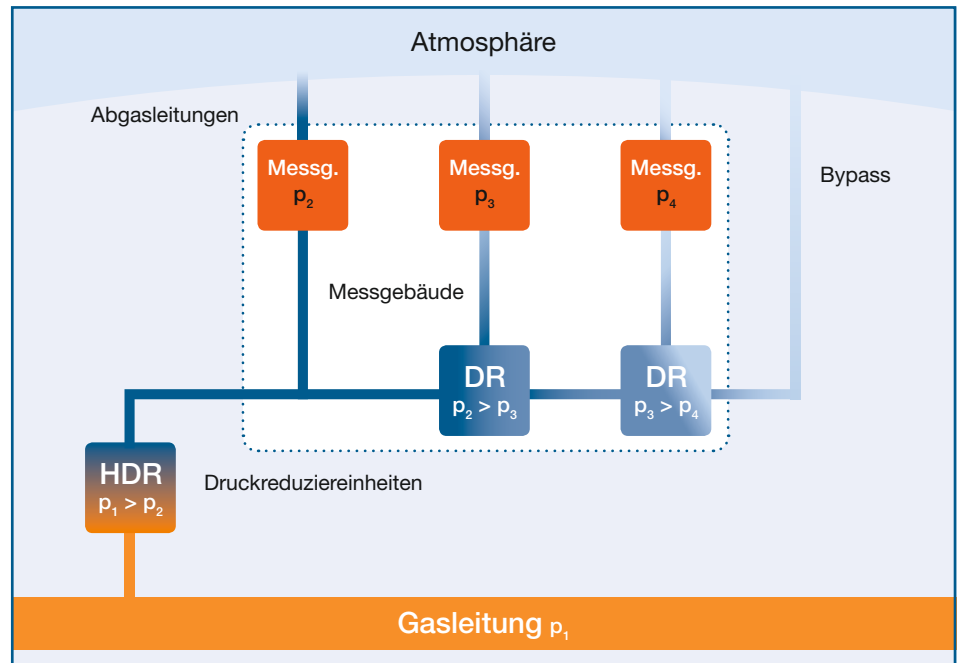 Atmosphäre
Abgasleitungen
Messg.
p₂
Messg.
p₃
Messg.
p₄
Bypass
Messgebäude
DR
p₂ > p₃
DR
p₃ > p₄
HDR
p₁ > p₂
Druckreduziereinheiten
Gasleitung p₁